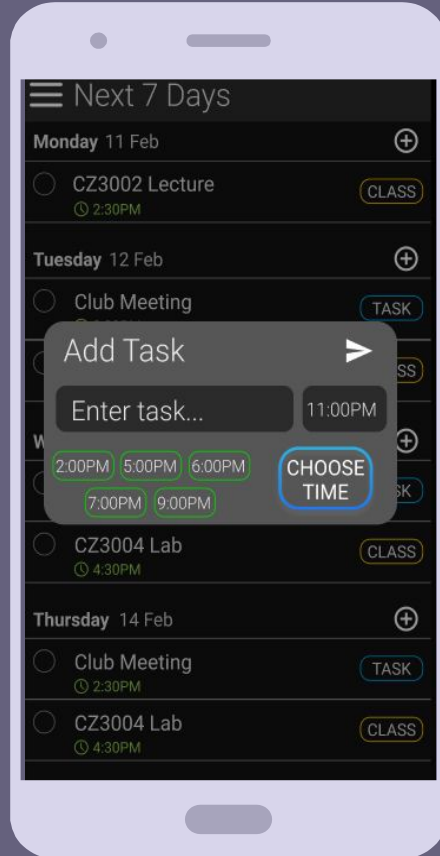 Next 7 Days
Monday 11 Feb
CZ3002 Lecture
CLASS
2:30PM
Tuesday 12 Feb
Club Meeting
TASK
Add Task
Enter task...
11:00PM
2:00PM 5:00PM 6:00PM
CHOOSE
TIME
7:00PM 9:00PM
CZ3004 Lab
CLASS
4:30PM
Thursday 14 Feb
Club Meeting
TASK
2:30PM
CZ3004 Lab
CLASS
4:30PM